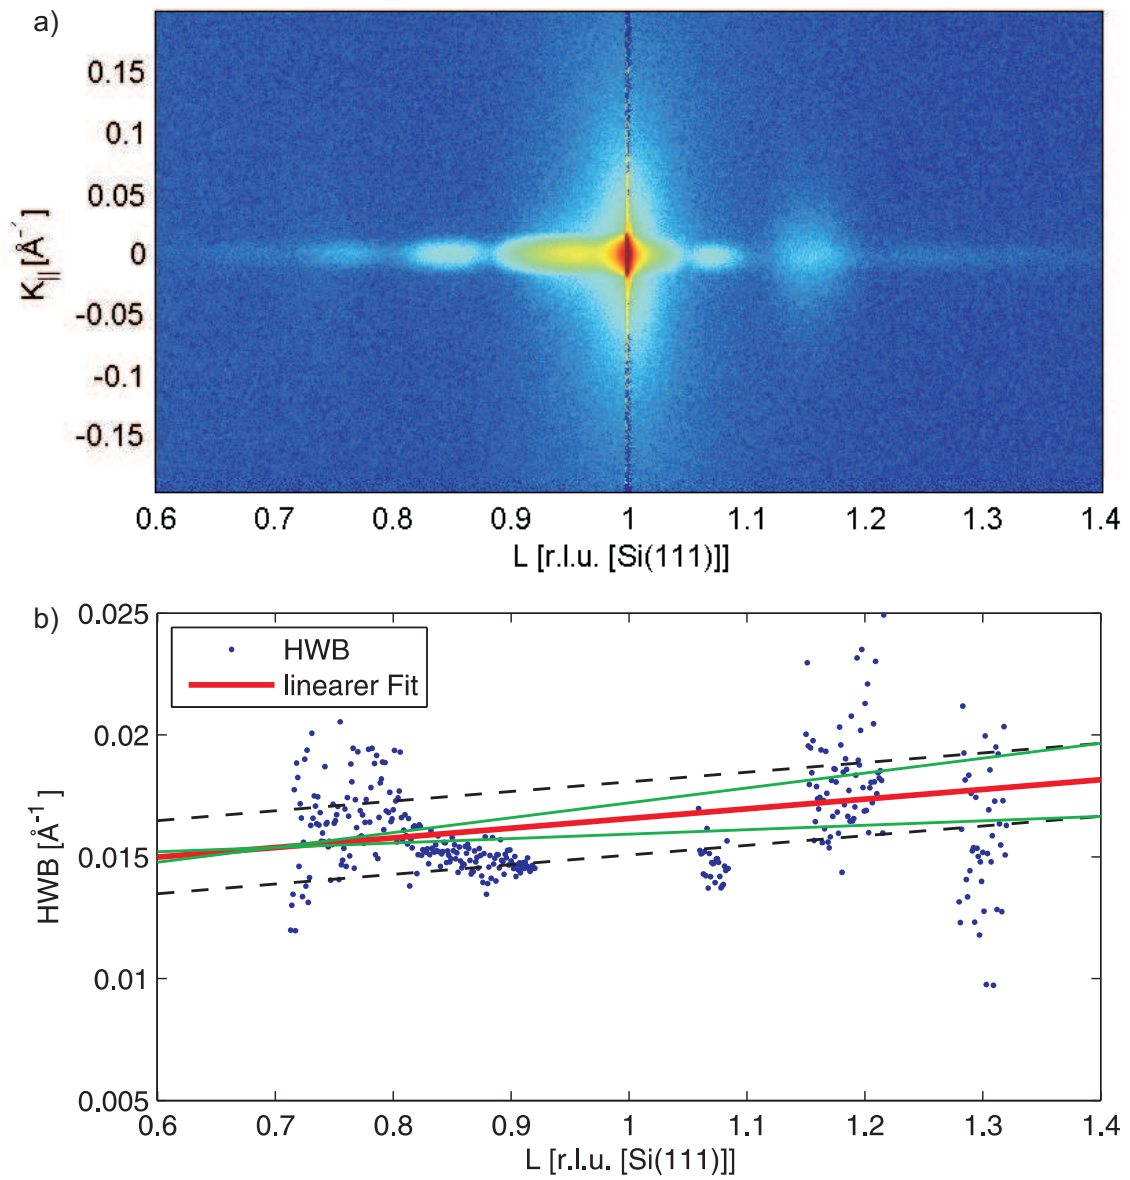 a)
K|| [Å⁻¹]
0.15
0.1
0.05
0
-0.05
-0.1
-0.15
0.6 0.7 0.8 0.9 1 1.1 1.2 1.3 1.4
L [r.l.u. [Si(111)]]
b)
HWB [Å⁻¹]
0.025
0.02
0.015
0.01
0.005
HWB
linearer Fit
0.6 0.7 0.8 0.9 1 1.1 1.2 1.3 1.4
L [r.l.u. [Si(111)]]